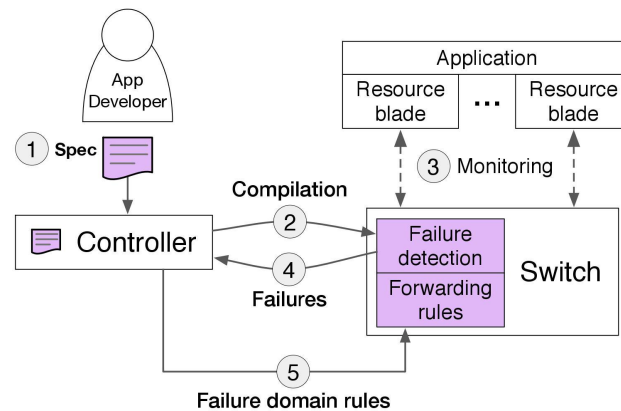 App
Developer
1 Spec
Application
Resource
blade
...
Resource
blade
3 Monitoring
Compilation
2
Controller
4
Failures
Failure
detection
Forwarding
rules
Switch
5
Failure domain rules